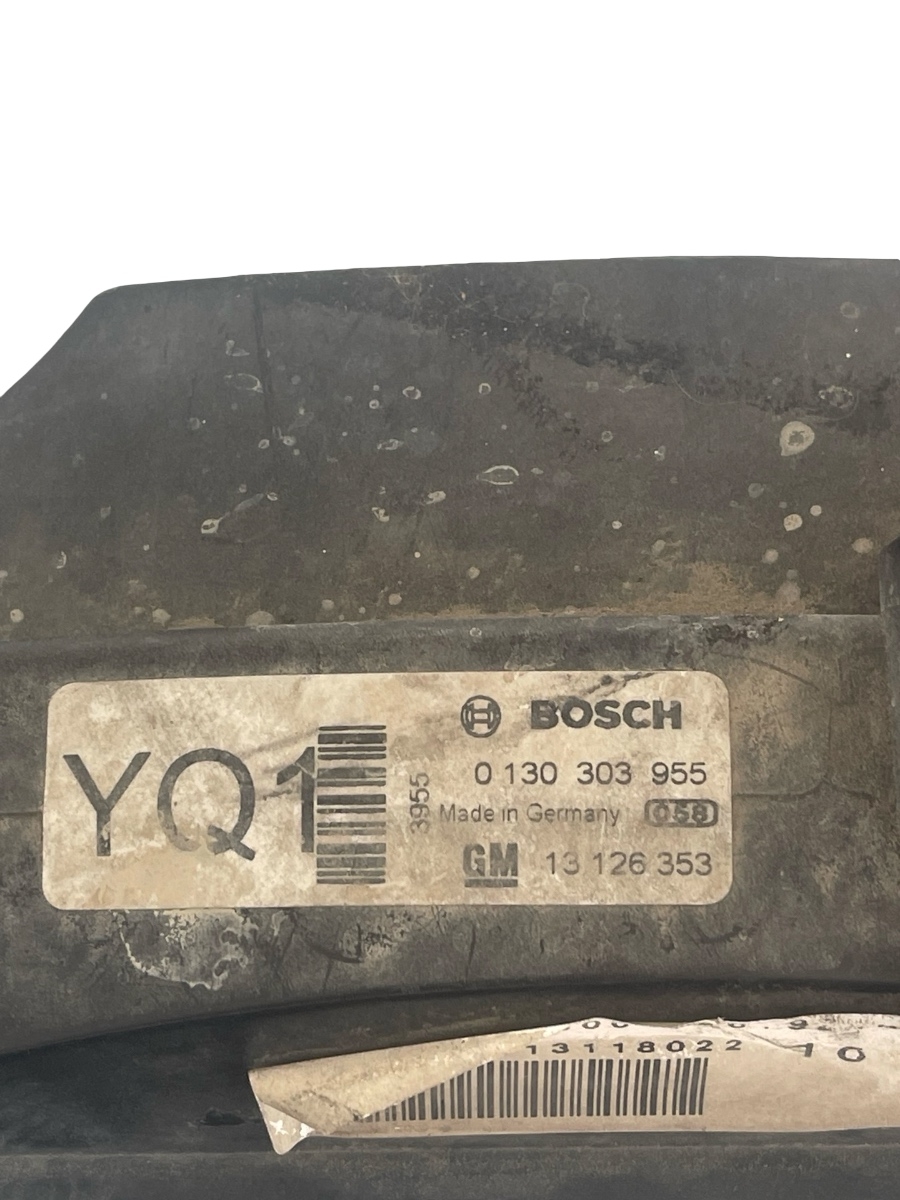 YQ1
3955
BOSCH
0 130 303 955
Made in Germany 058
GM 13 126 353
13118022 10